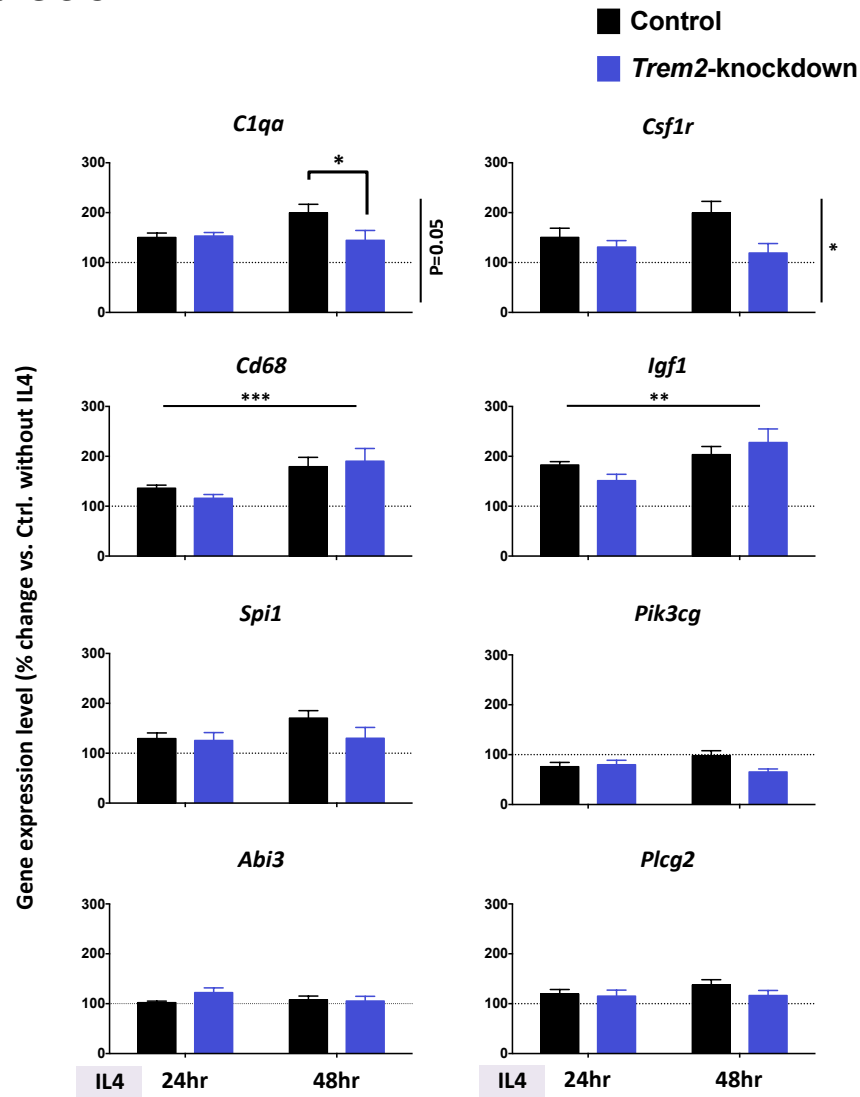 Control
Trem2-knockdown
C1qa
Csf1r
300
200
100
0
*
P=0.05
300
200
100
0
*
Gene expression level (% change vs. Ctrl. without IL4)
Cd68
Igf1
300
200
100
0
***
300
200
100
0
**
Spi1
Pik3cg
300
200
100
0
300
200
100
0
Abi3
Plcg2
300
200
100
0
300
200
100
0
IL4 24hr 48hr
IL4 24hr 48hr